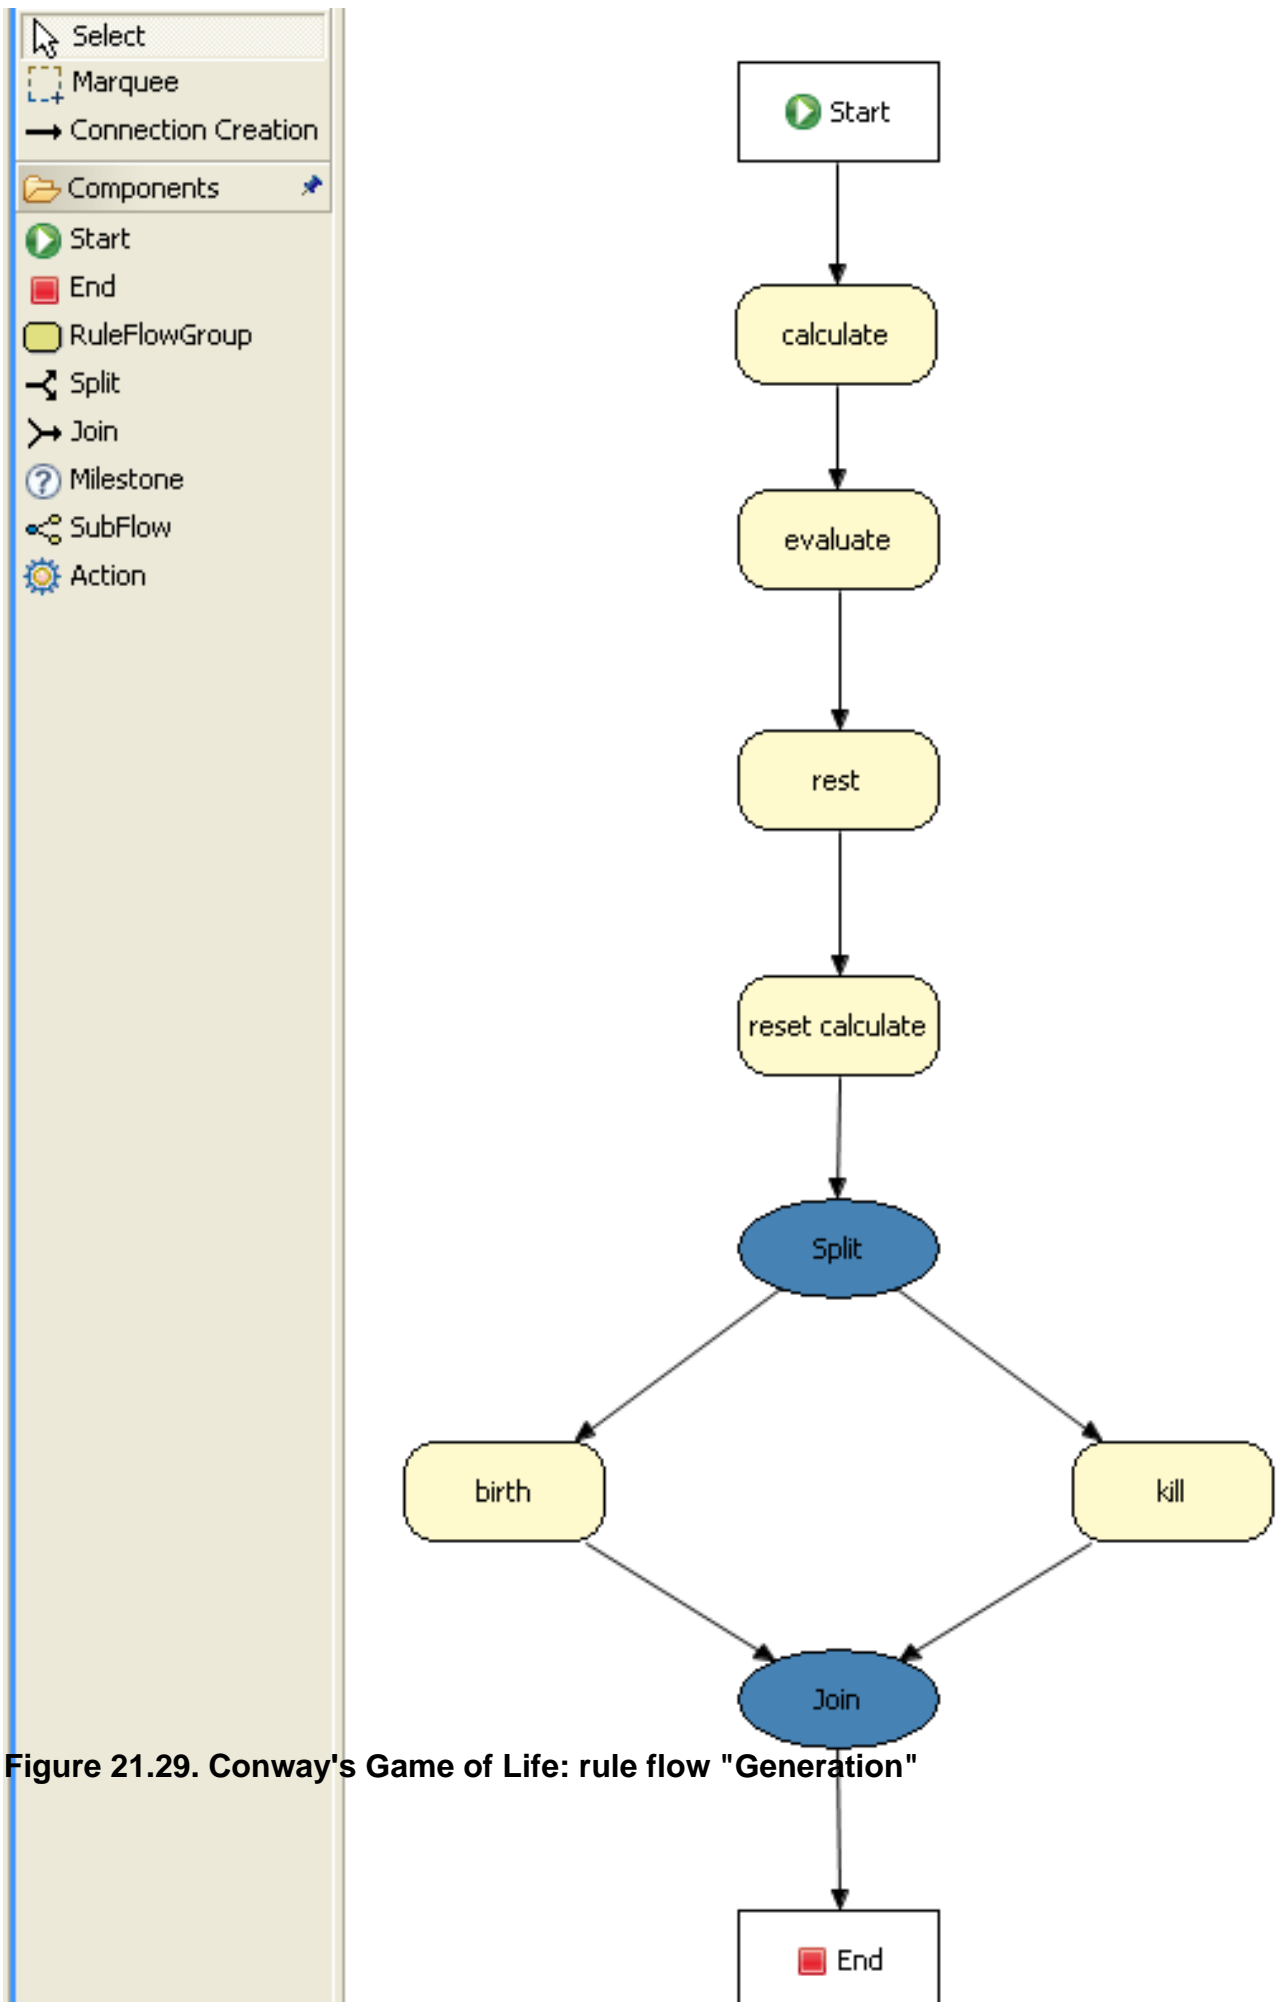 Select
Marquee
Connection Creation
Components
Start
End
RuleFlowGroup
Split
Join
Milestone
SubFlow
Action
Start
calculate
evaluate
rest
reset calculate
Split
birth
kill
Join
Figure 21.29. Conway's Game of Life: rule flow "Generation"
End